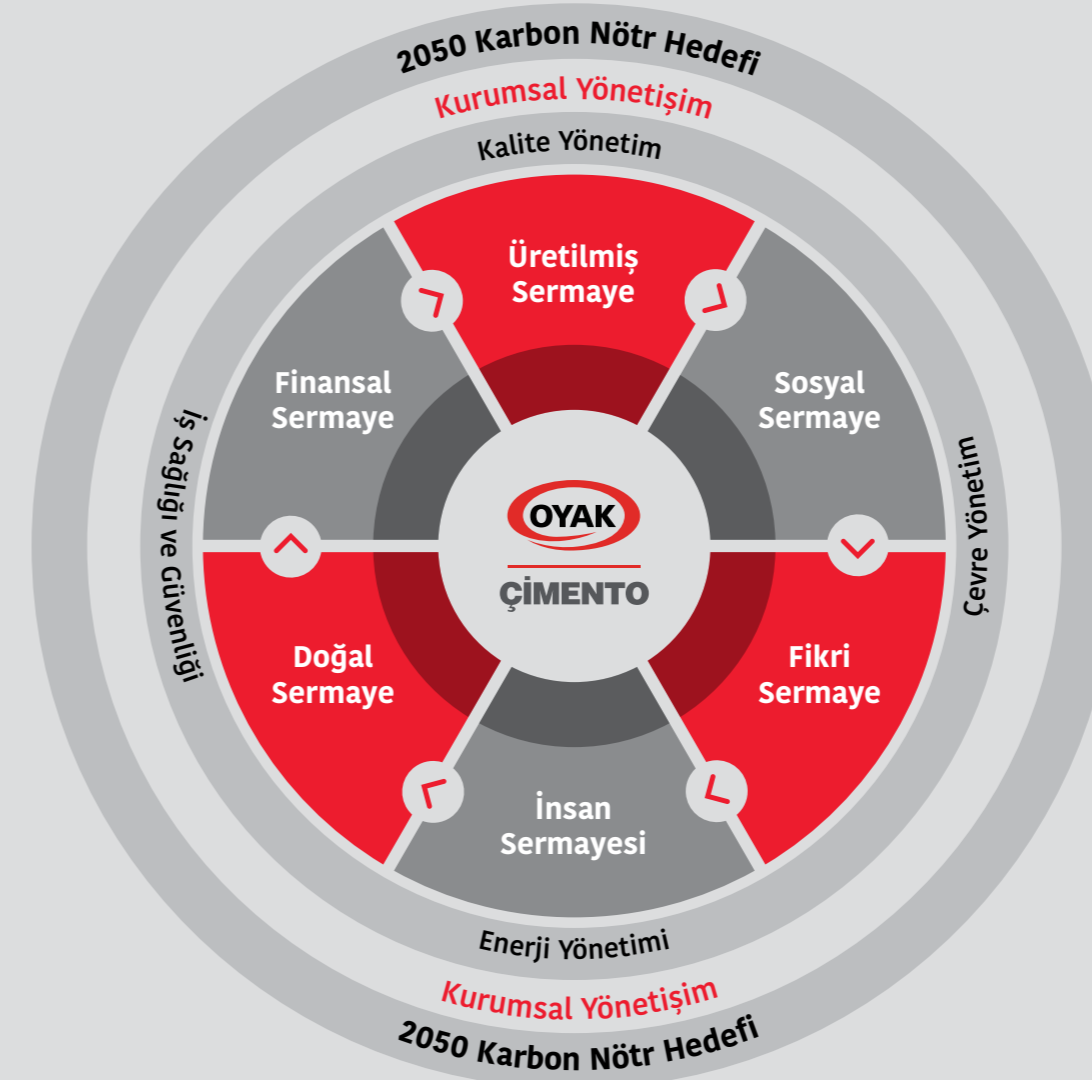 2050 Karbon Nötr Hedefi
Kurumsal Yönetişim
Kalite Yönetim
Üretilmiş
Sermaye
Finansal
Sermaye
Sosyal
Sermaye
İş Sağlığı ve Güvenliği
Çevre Yönetim
OYAK
ÇİMENTO
Doğal
Sermaye
Fikri
Sermaye
İnsan
Sermayesi
Enerji Yönetimi
Kurumsal Yönetişim
2050 Karbon Nötr Hedefi